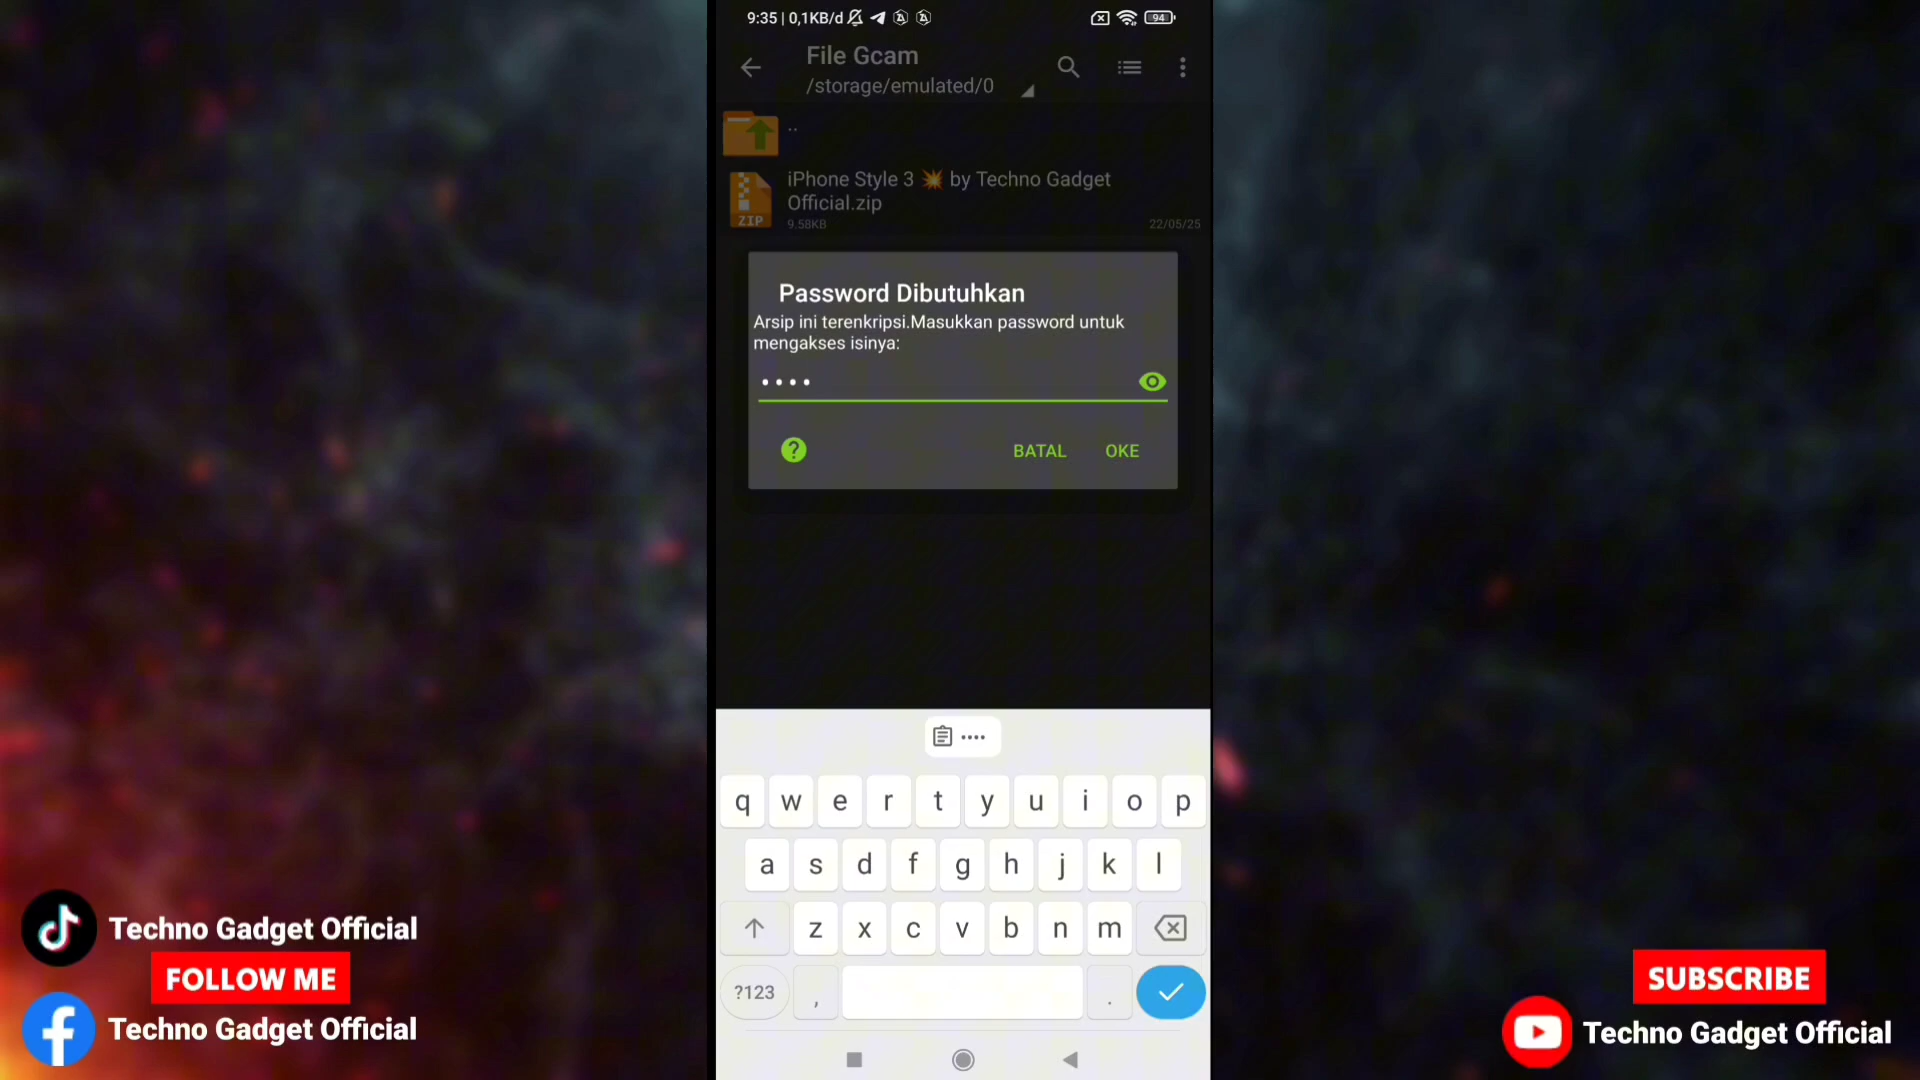 9:35 | 0,1KB/d
94
File Gcam
/storage/emulated/0
..
iPhone Style 3 💥 by Techno Gadget
Official.zip
ZIP
9.58KB
22/05/25
Password Dibutuhkan
Arsip ini terenkripsi.Masukkan password untuk
mengakses isinya:
••••
?
BATAL
OKE
••••
q w e r t y u i o p
a s d f g h j k l
z x c v b n m
?123 , .
Techno Gadget Official
FOLLOW ME
Techno Gadget Official
SUBSCRIBE
Techno Gadget Official